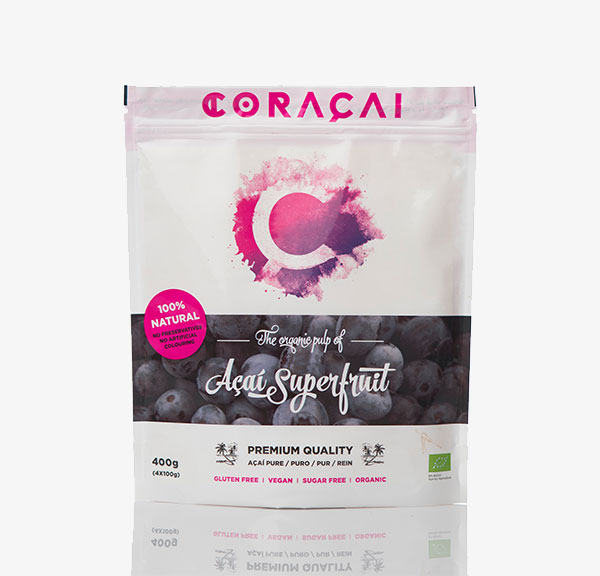 CORAÇAI
100%
NATURAL
NO PRESERVATIVES
NO ARTIFICIAL
COLOURING
The organic pulp of
Açaí Superfruit
400g
(4X100g)
PREMIUM QUALITY
AÇAÍ PURE / PURO / PUR / REIN
GLUTEN FREE | VEGAN | SUGAR FREE | ORGANIC